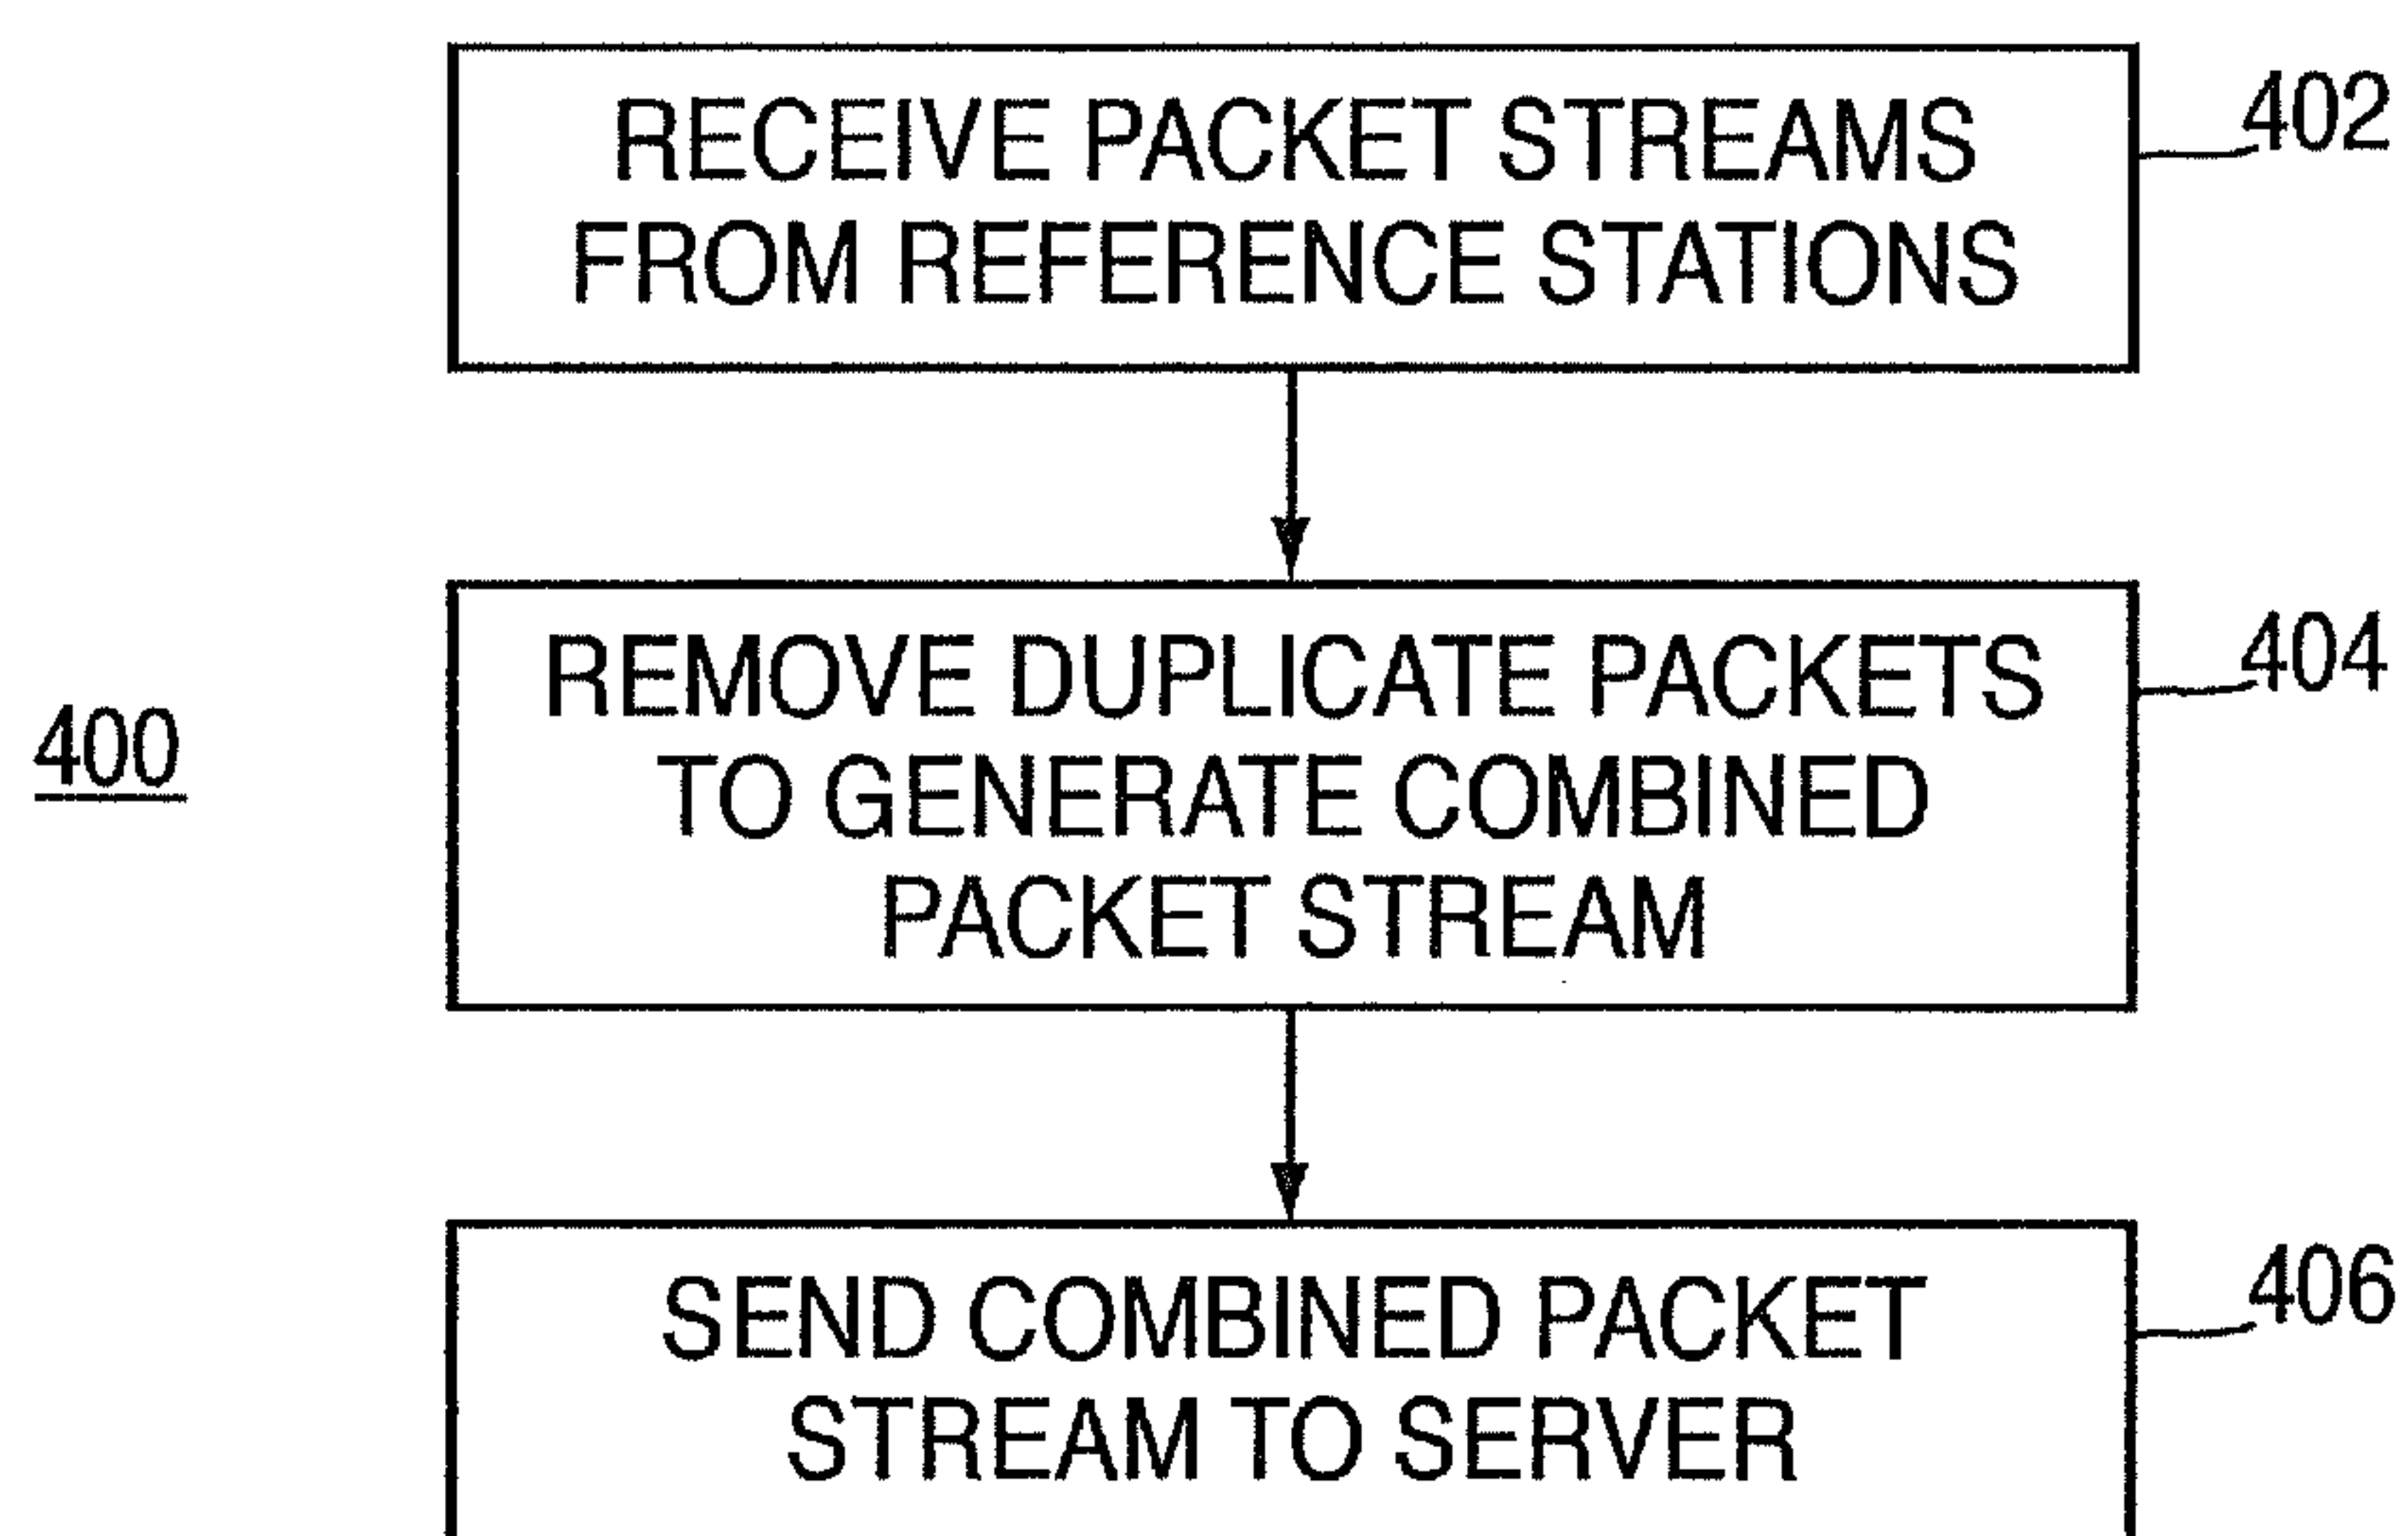 RECEIVE PACKET STREAMS
FROM REFERENCE STATIONS
402
REMOVE DUPLICATE PACKETS
TO GENERATE COMBINED
PACKET STREAM
404
400
SEND COMBINED PACKET
STREAM TO SERVER
406